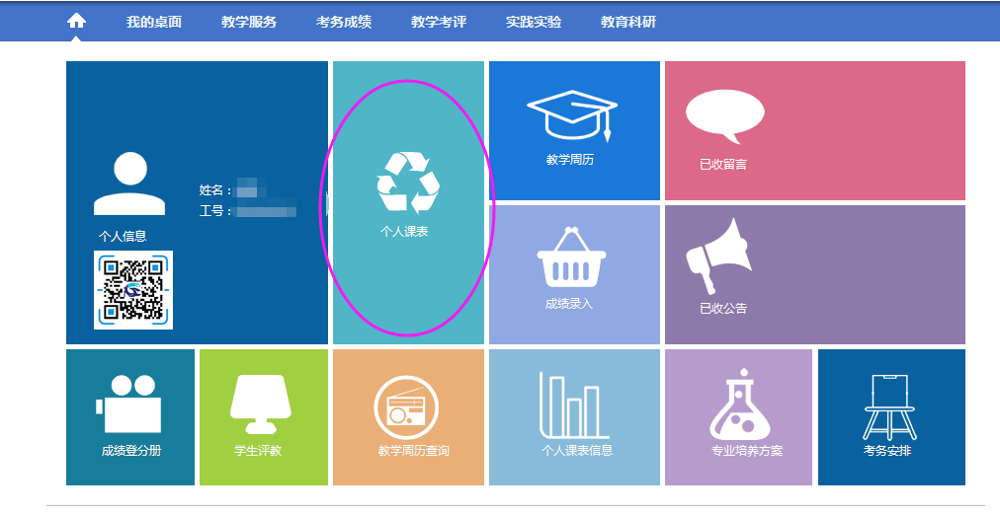 我的桌面 教学服务 考务成绩 教学考评 实践实验 教育科研
姓名：
工号：
个人信息
个人课表
教学周历
已收留言
成绩录入
已收公告
成绩登分册
学生评教
教学周历查询
个人课表信息
专业培养方案
考务安排